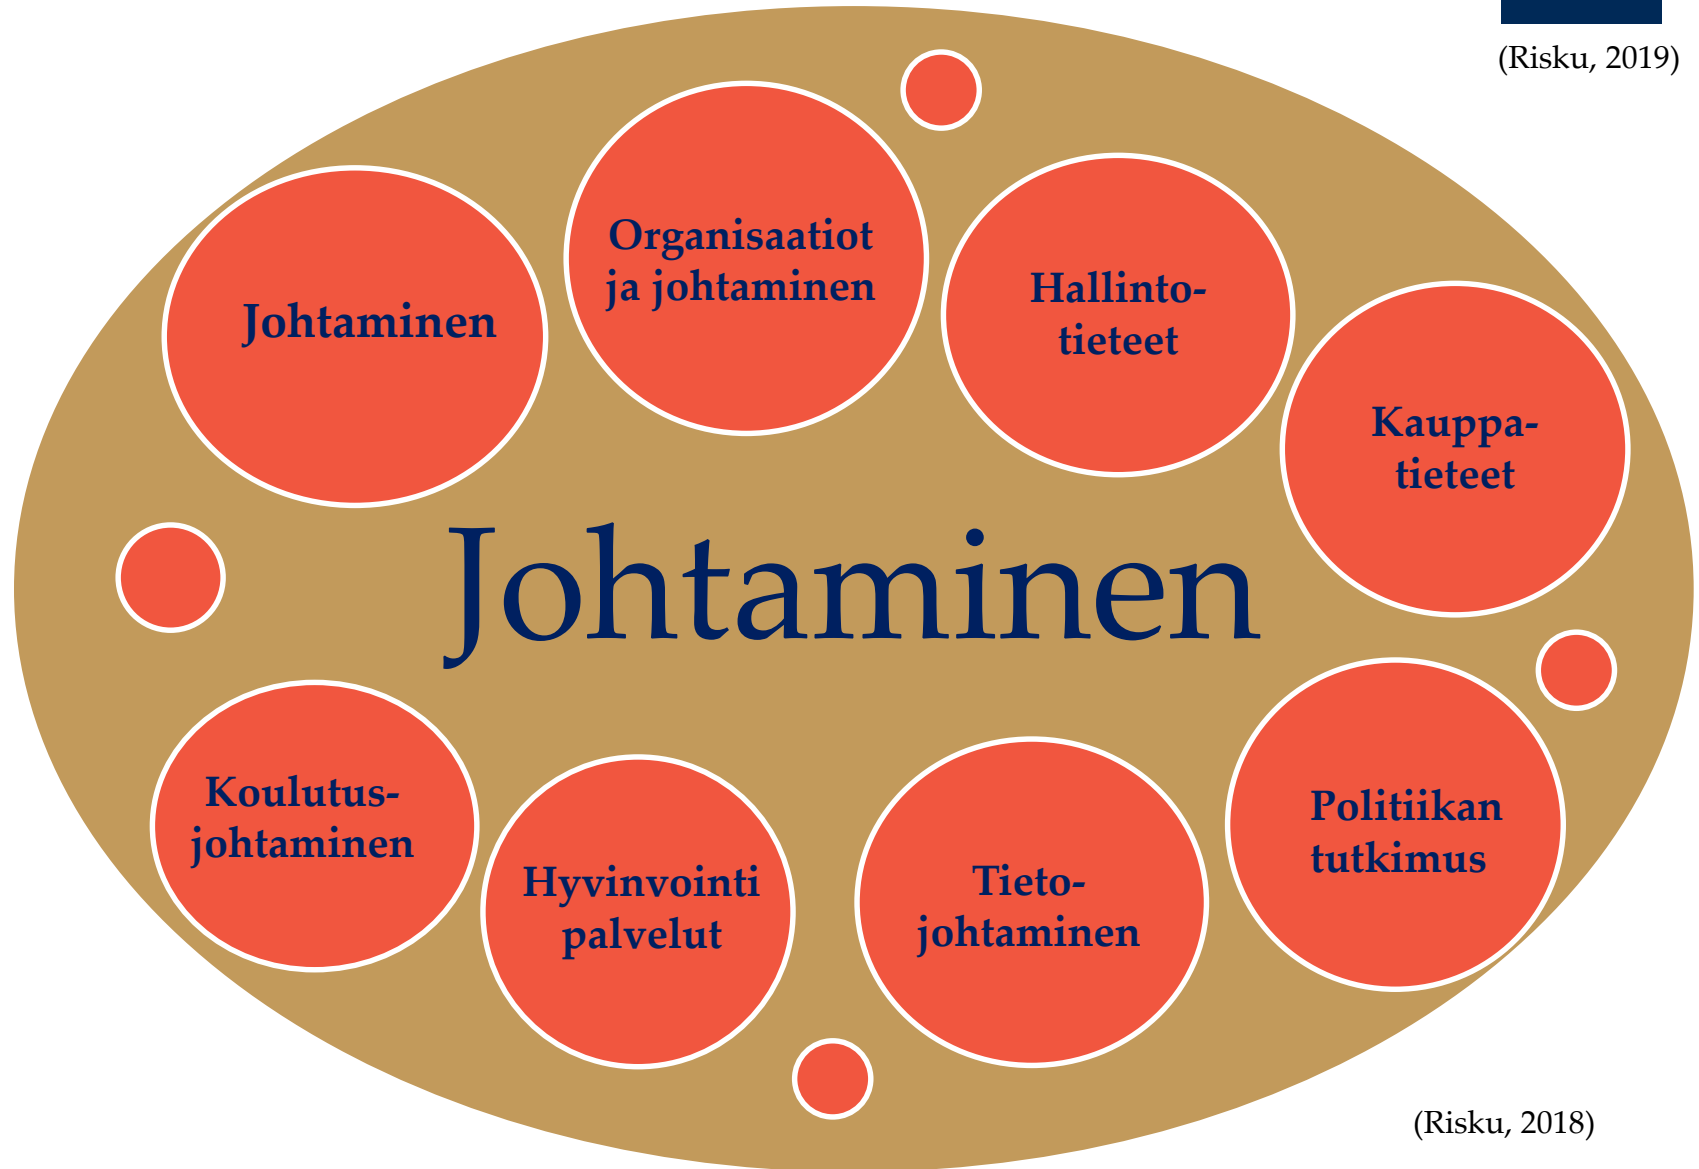 (Risku, 2019)
Organisaatiot
ja johtaminen
Johtaminen
Hallinto-
tieteet
Kauppa-
tieteet
Johtaminen
Koulutus-
johtaminen
Hyvinvointi
palvelut
Tieto-
johtaminen
Politiikan
tutkimus
(Risku, 2018)